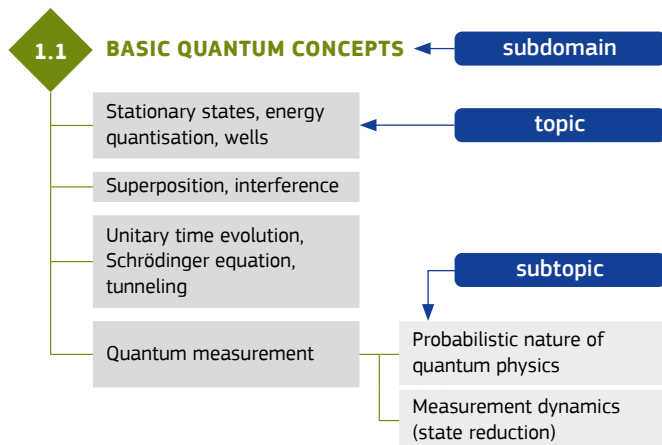 1.1
BASIC QUANTUM CONCEPTS
subdomain
Stationary states, energy
quantisation, wells
topic
Superposition, interference
Unitary time evolution,
Schrödinger equation,
tunneling
subtopic
Quantum measurement
Probabilistic nature of
quantum physics
Measurement dynamics
(state reduction)